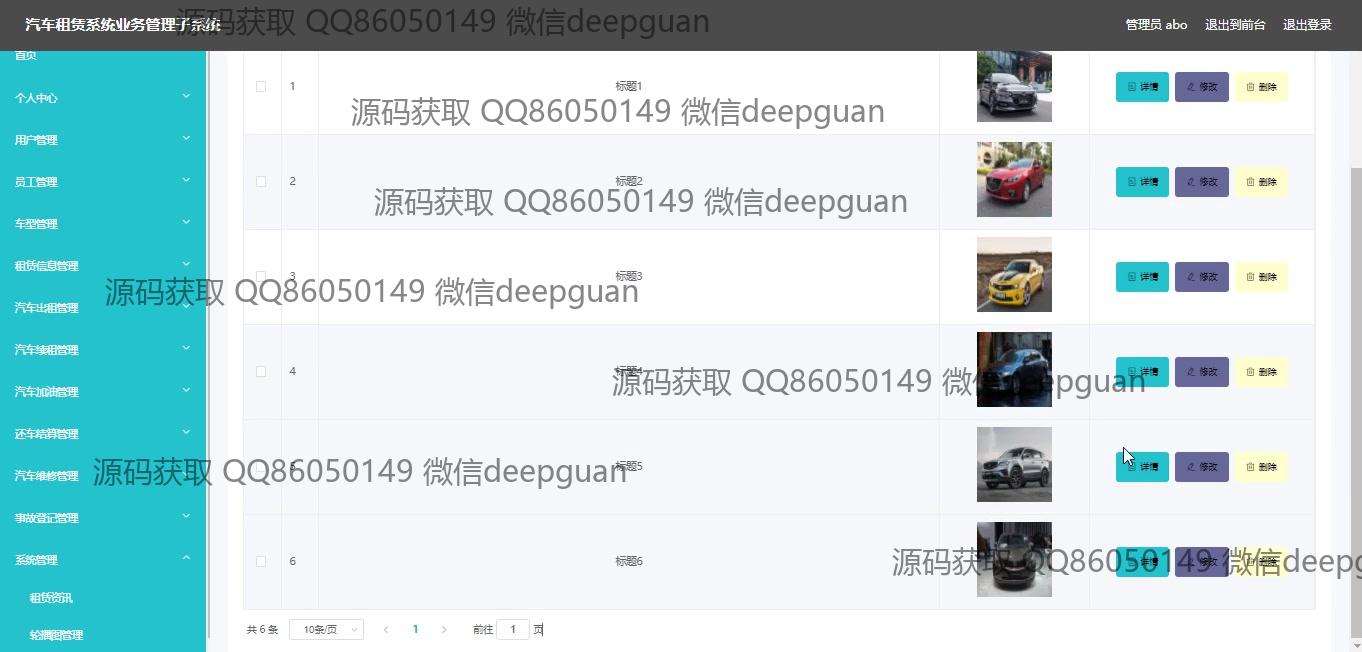 汽车租赁系统业务管理子系统
管理员 abo 退出到前台 退出登录
源码获取 QQ86050149 微信deepguan
首页
个人中心
用户管理
员工管理
车型管理
租赁信息管理
汽车出租管理
汽车续租管理
汽车加油管理
还车结算管理
汽车维修管理
事故登记管理
系统管理
租赁资讯
轮播图管理
1 标题1 详情 修改 删除
源码获取 QQ86050149 微信deepguan
2 标题2 详情 修改 删除
源码获取 QQ86050149 微信deepguan
3 标题3 详情 修改 删除
源码获取 QQ86050149 微信deepguan
4 标题4 详情 修改 删除
源码获取 QQ86050149 微信deepguan
5 标题5 详情 修改 删除
源码获取 QQ86050149 微信deepguan
6 标题6 详情 修改 删除
源码获取 QQ86050149 微信deepg
共 6 条 10条/页 1 前往 1 页